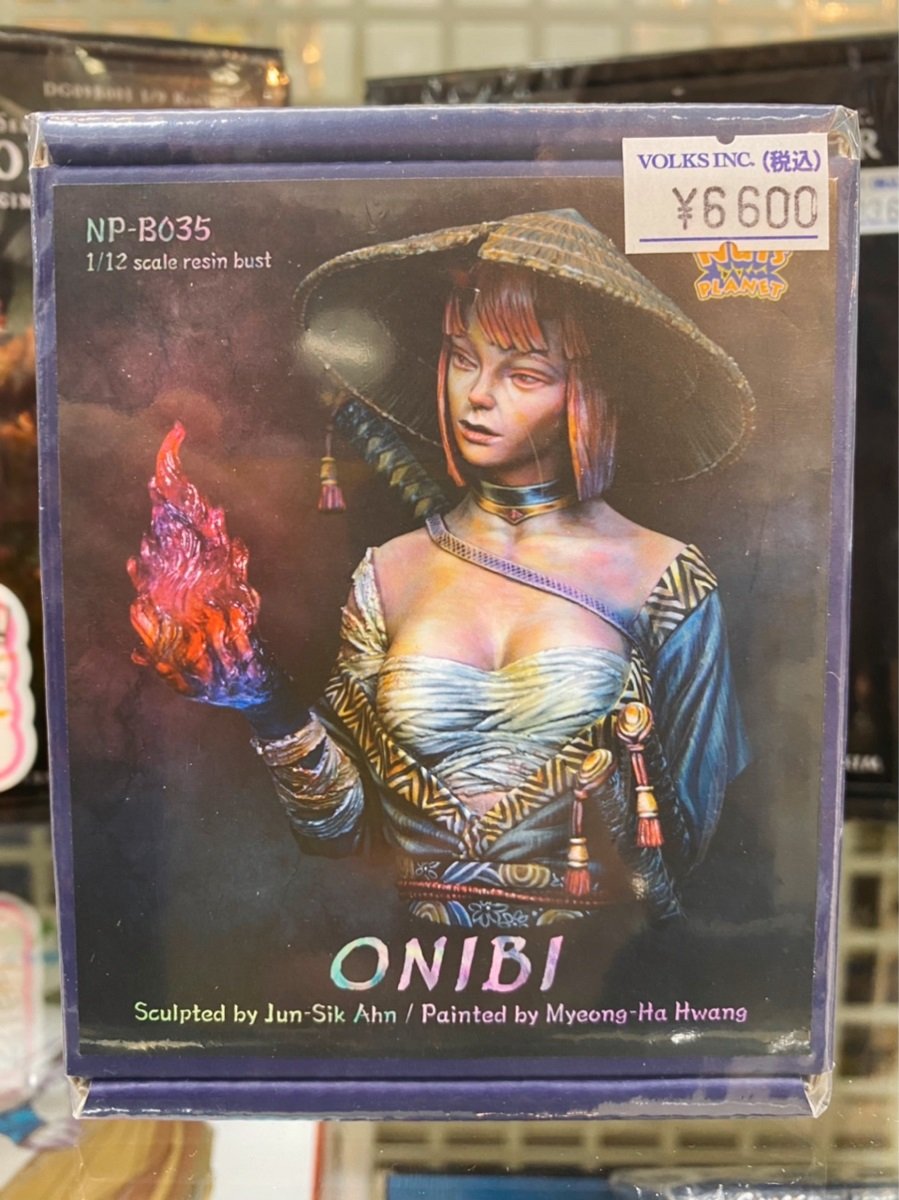 VOLKS INC. (税込)
¥6600
NP-B035
1/12 scale resin bust
NUTS
PLANET
ONIBI
Sculpted by Jun-Sik Ahn / Painted by Myeong-Ha Hwang